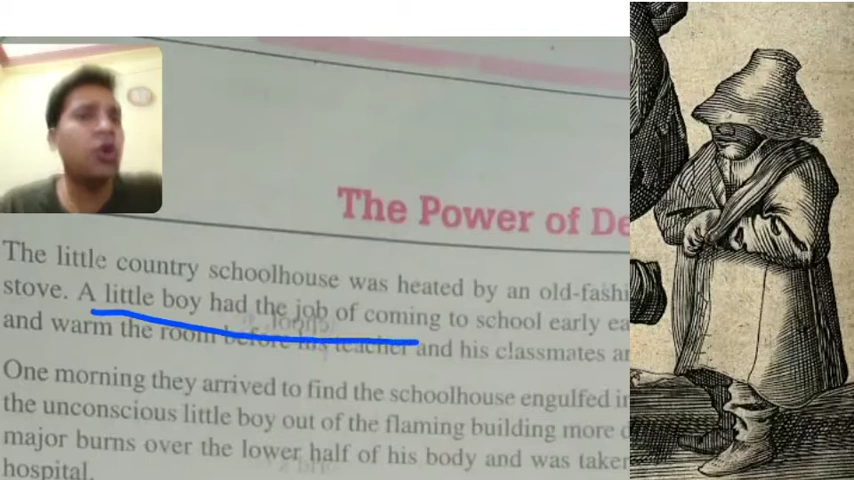 The Power of De
The little country schoolhouse was heated by an old-fashi
stove. A little boy had the job of coming to school early ea
and warm the room before his teacher and his classmates ar
One morning they arrived to find the schoolhouse engulfed in
the unconscious little boy out of the flaming building more d
major burns over the lower half of his body and was taken
hospital.